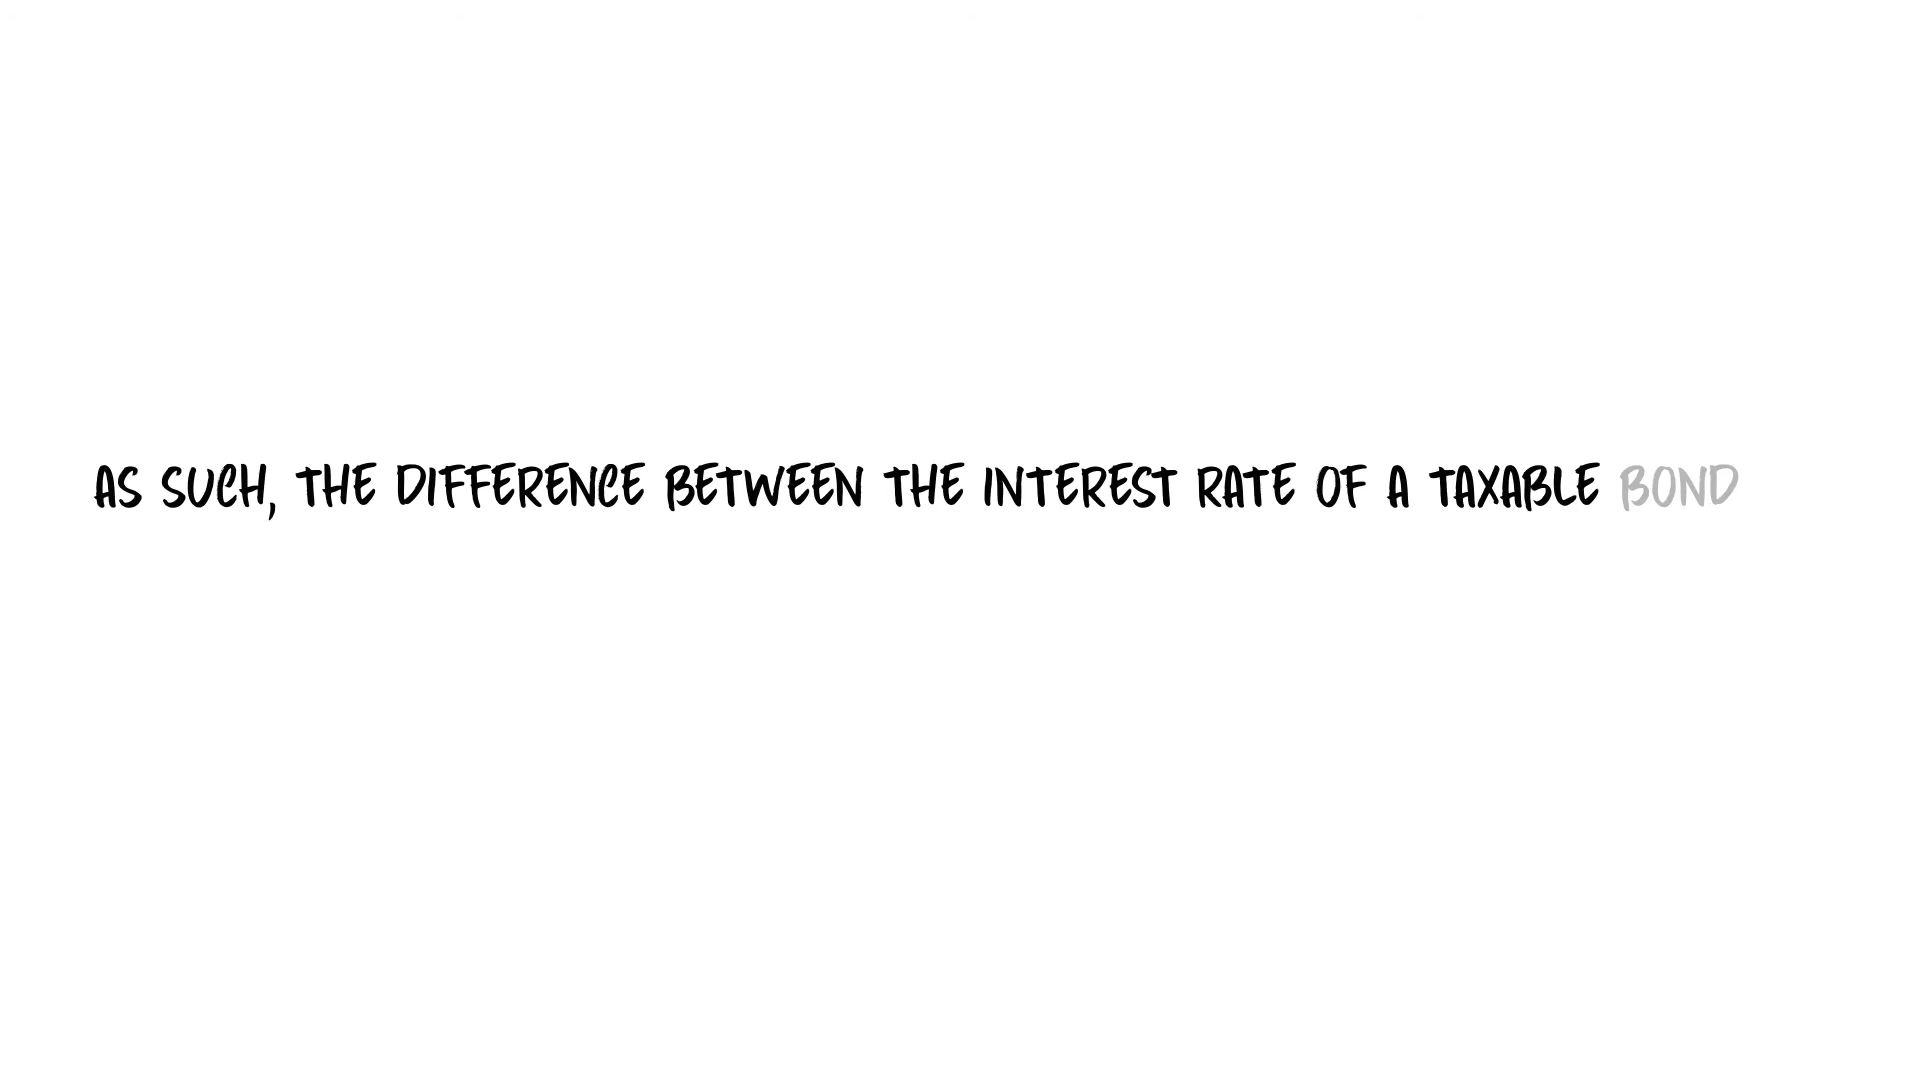 AS SUCH, THE DIFFERENCE BETWEEN THE INTEREST RATE OF A TAXABLE BOND